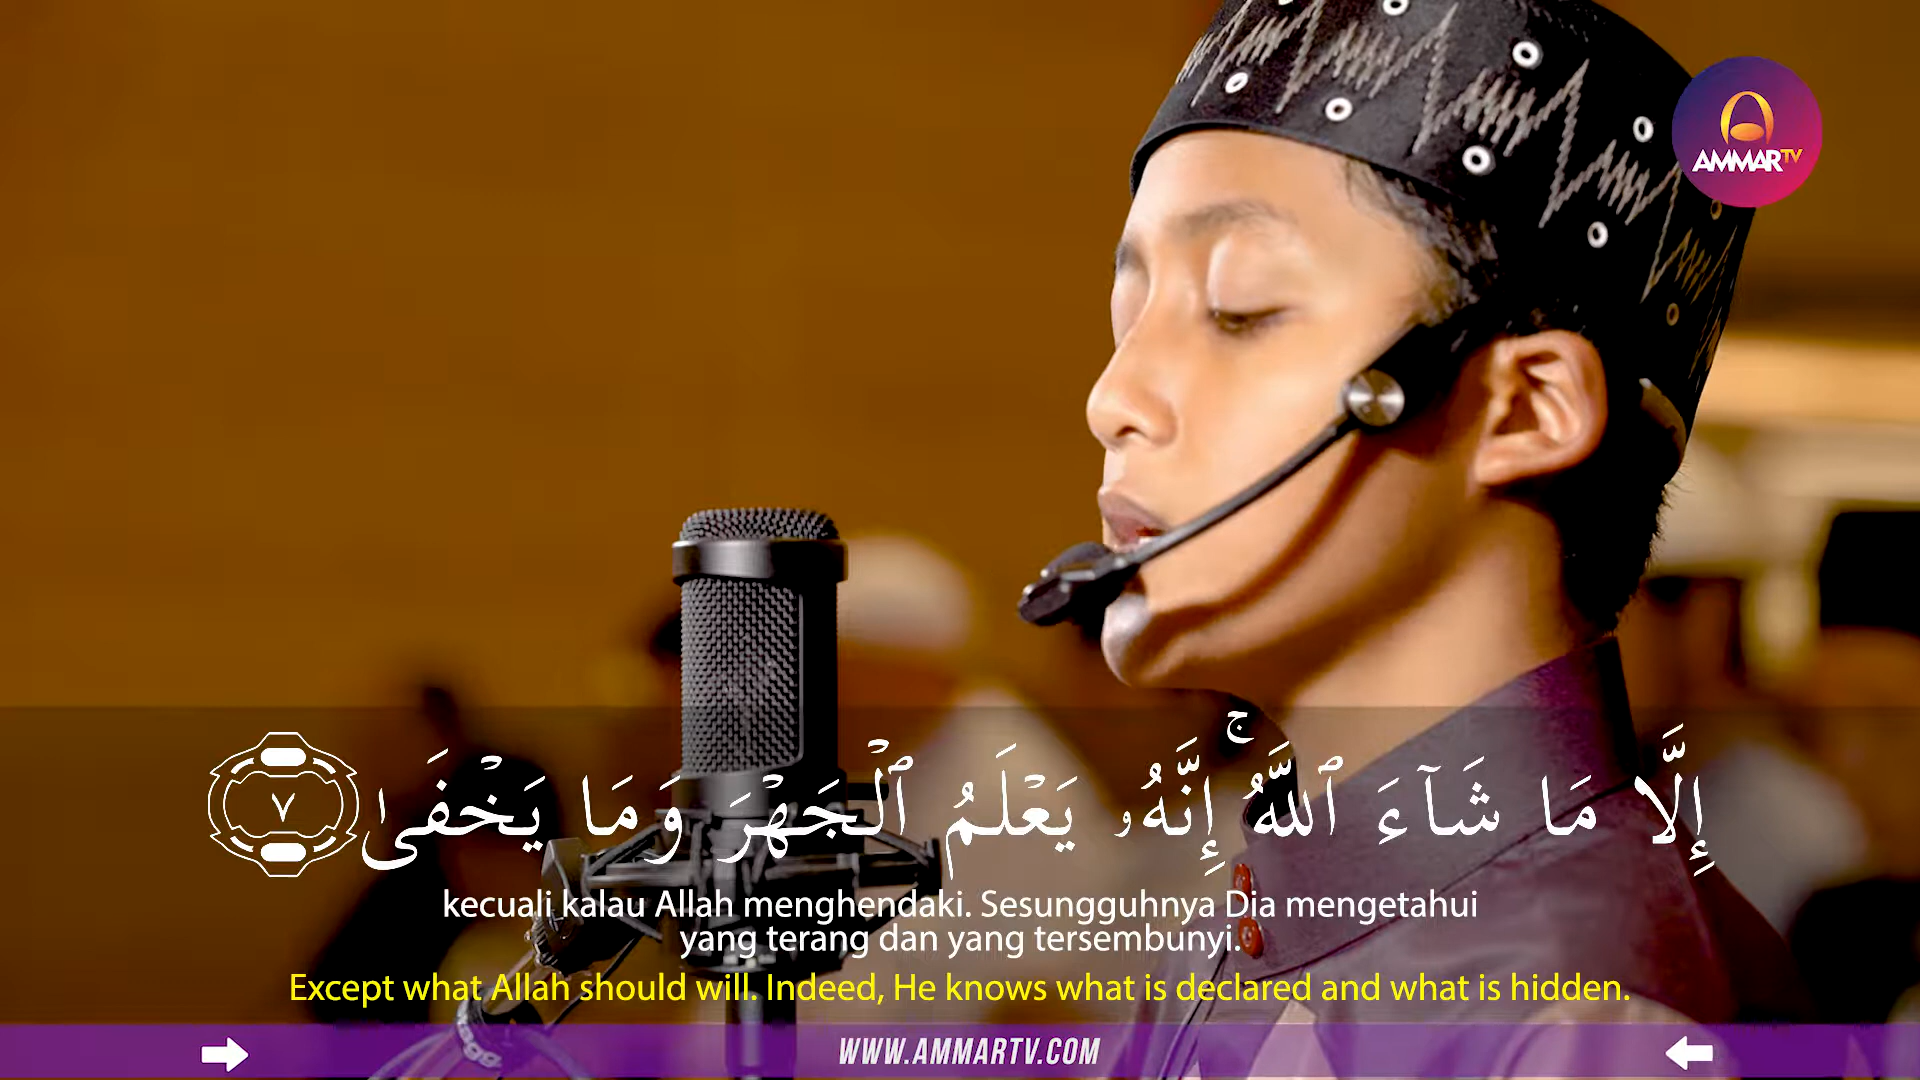 AMMARTV
إِلَّا مَا شَآءَ ٱللَّهُ ۚ إِنَّهُۥ يَعْلَمُ ٱلْجَهْرَ وَمَا يَخْفَىٰ ٧
kecuali kalau Allah menghendaki. Sesungguhnya Dia mengetahui
yang terang dan yang tersembunyi.
Except what Allah should will. Indeed, He knows what is declared and what is hidden.
WWW.AMMARTV.COM